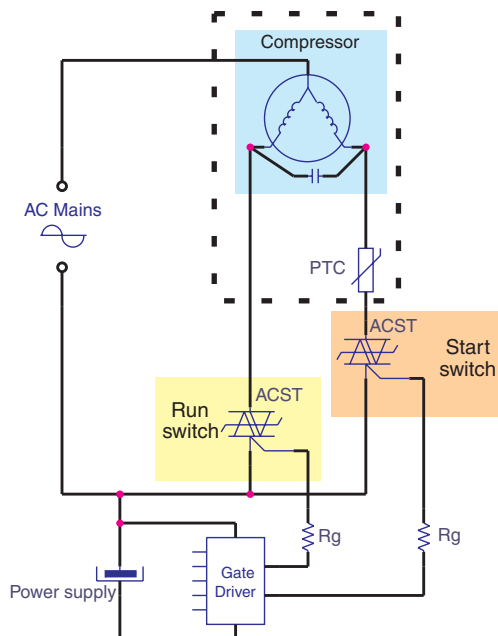 Compressor
AC Mains
PTC
ACST
Start
switch
ACST
Run
switch
Rg
Rg
Gate
Driver
Power supply